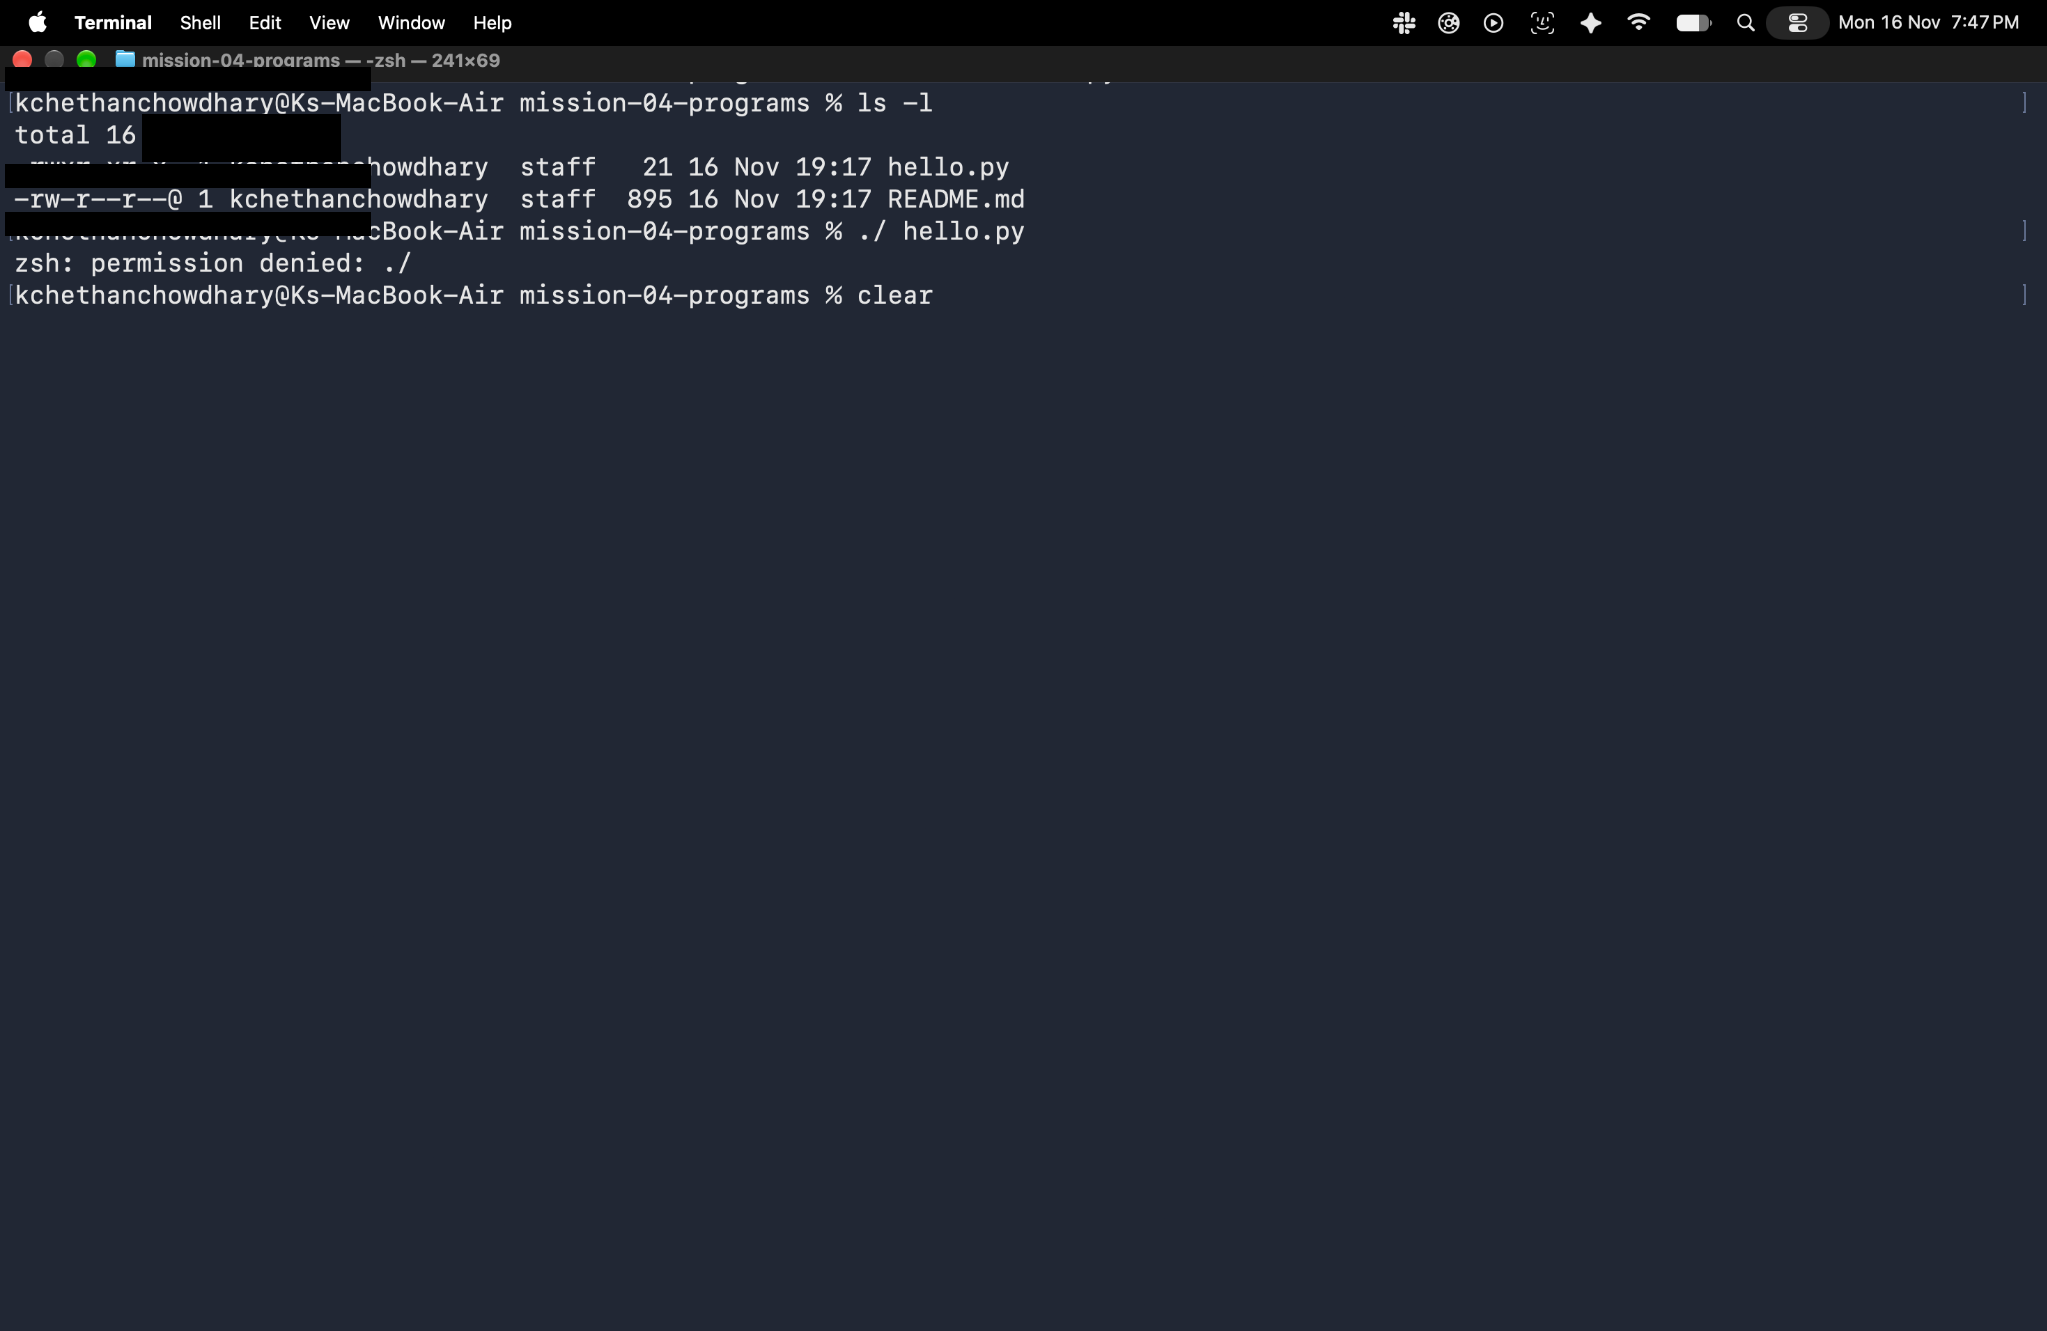 Terminal Shell Edit View Window Help Mon 16 Nov 7:47 PM
mission-04-programs — -zsh — 241×69
kchethanchowdhary@Ks-MacBook-Air mission-04-programs % ls -l
total 16
chowdhary staff 21 16 Nov 19:17 hello.py
-rw-r--r--@ 1 kchethanchowdhary staff 895 16 Nov 19:17 README.md
cBook-Air mission-04-programs % ./ hello.py
zsh: permission denied: ./
kchethanchowdhary@Ks-MacBook-Air mission-04-programs % clear